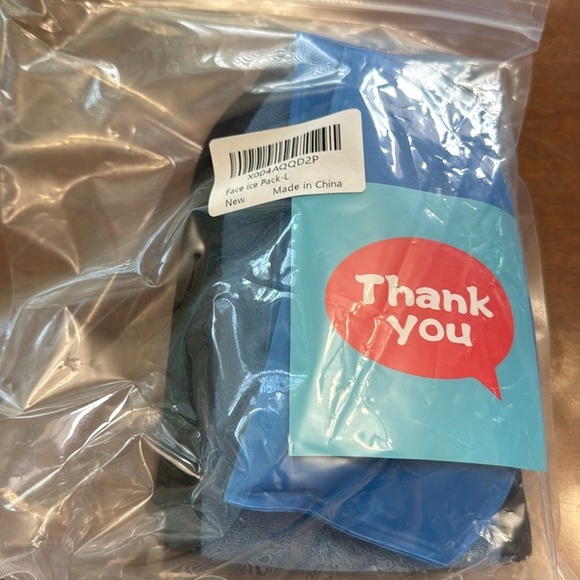 X004AQQD2P
Face Ice Pack-L
New Made in China
Thank
you